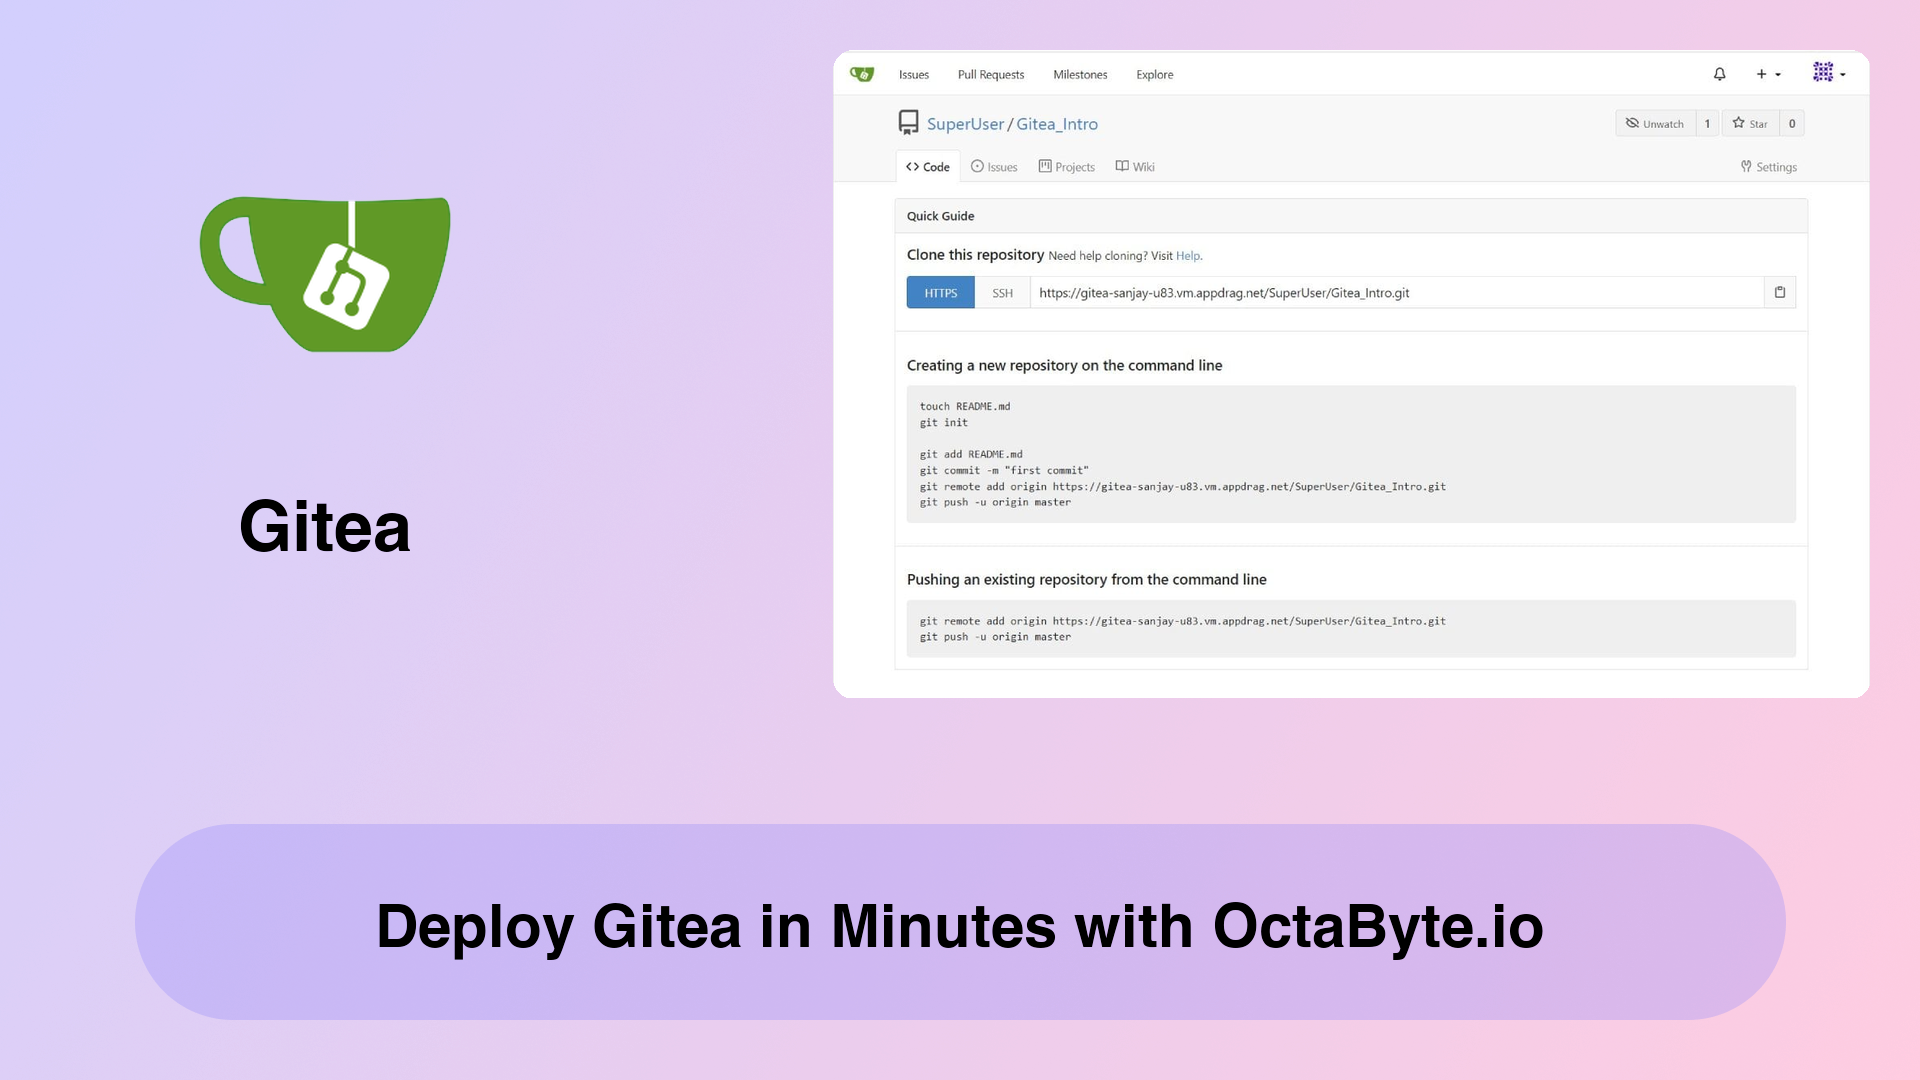 Gitea
Issues Pull Requests Milestones Explore
SuperUser / Gitea_Intro
Unwatch 1 Star 0
Code Issues Projects Wiki Settings
Quick Guide
Clone this repository Need help cloning? Visit Help.
HTTPS SSH https://gitea-sanjay-u83.vm.appdrag.net/SuperUser/Gitea_Intro.git
Creating a new repository on the command line
touch README.md
git init
git add README.md
git commit -m "first commit"
git remote add origin https://gitea-sanjay-u83.vm.appdrag.net/SuperUser/Gitea_Intro.git
git push -u origin master
Pushing an existing repository from the command line
git remote add origin https://gitea-sanjay-u83.vm.appdrag.net/SuperUser/Gitea_Intro.git
git push -u origin master
Deploy Gitea in Minutes with OctaByte.io